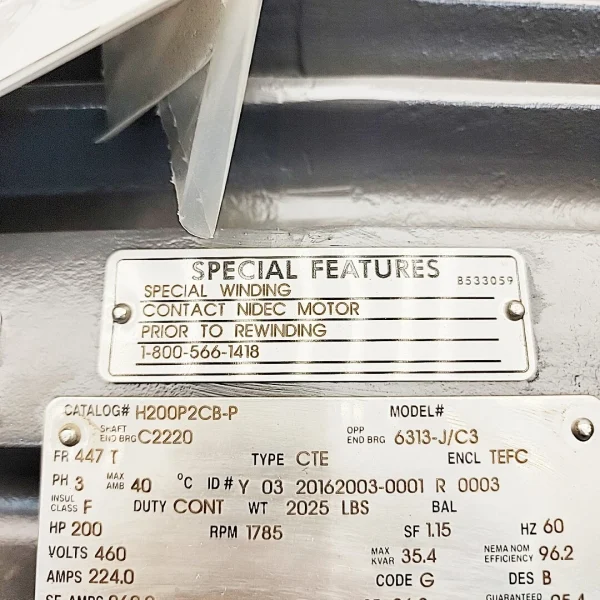 SPECIAL FEATURES 8533059
SPECIAL WINDING
CONTACT NIDEC MOTOR
PRIOR TO REWINDING
1-800-566-1418
CATALOG# H200P2CB-P MODEL#
SHAFT END BRG C2220 OPP END BRG 6313-J/C3
FR 447 T TYPE CTE ENCL TEFC
PH 3 MAX AMB 40 °C ID# Y 03 20162003-0001 R 0003
INSUL CLASS F DUTY CONT WT 2025 LBS BAL
HP 200 RPM 1785 SF 1.15 HZ 60
VOLTS 460 MAX KVAR 35.4 NEMA NOM EFFICIENCY 96.2
AMPS 224.0 CODE G DES B
SF AMPS GUARANTEED